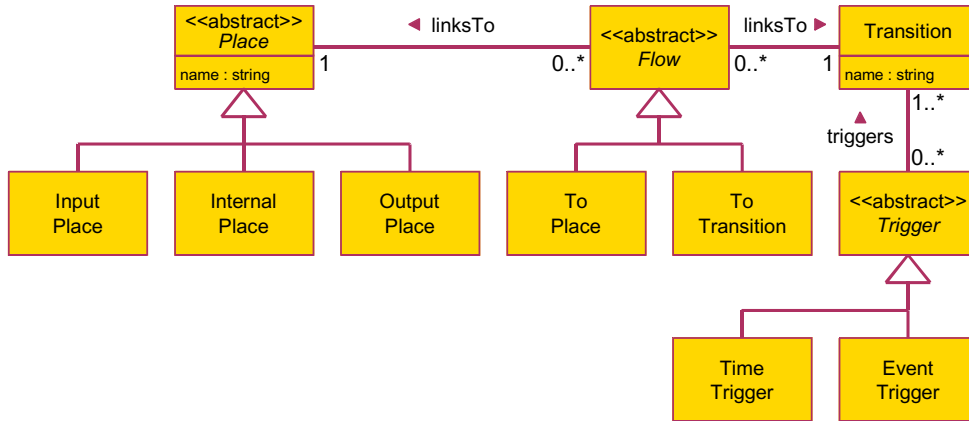 <<abstract>>
Place
name : string
linksTo
1
0..*
<<abstract>>
Flow
linksTo
0..*
1
Transition
name : string
1..*
triggers
0..*
Input
Place
Internal
Place
Output
Place
To
Place
To
Transition
<<abstract>>
Trigger
Time
Trigger
Event
Trigger